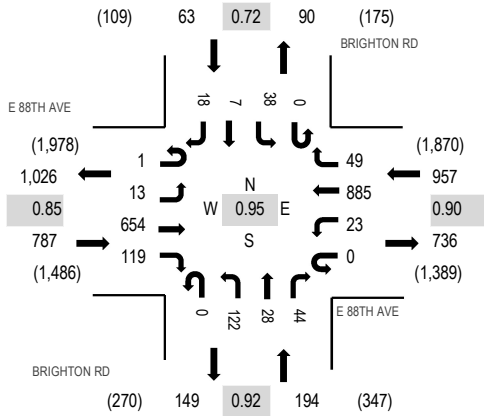 (109) 63 0.72 90 (175)
BRIGHTON RD
E 88TH AVE
18 7 38 0
(1,978) (1,870)
1 49
1,026 957
13 885
N
0.85 W 0.95 E 0.90
654 23
S
787 736
119 0
(1,486) (1,389)
0 122 28 44
E 88TH AVE
BRIGHTON RD
(270) 149 0.92 194 (347)